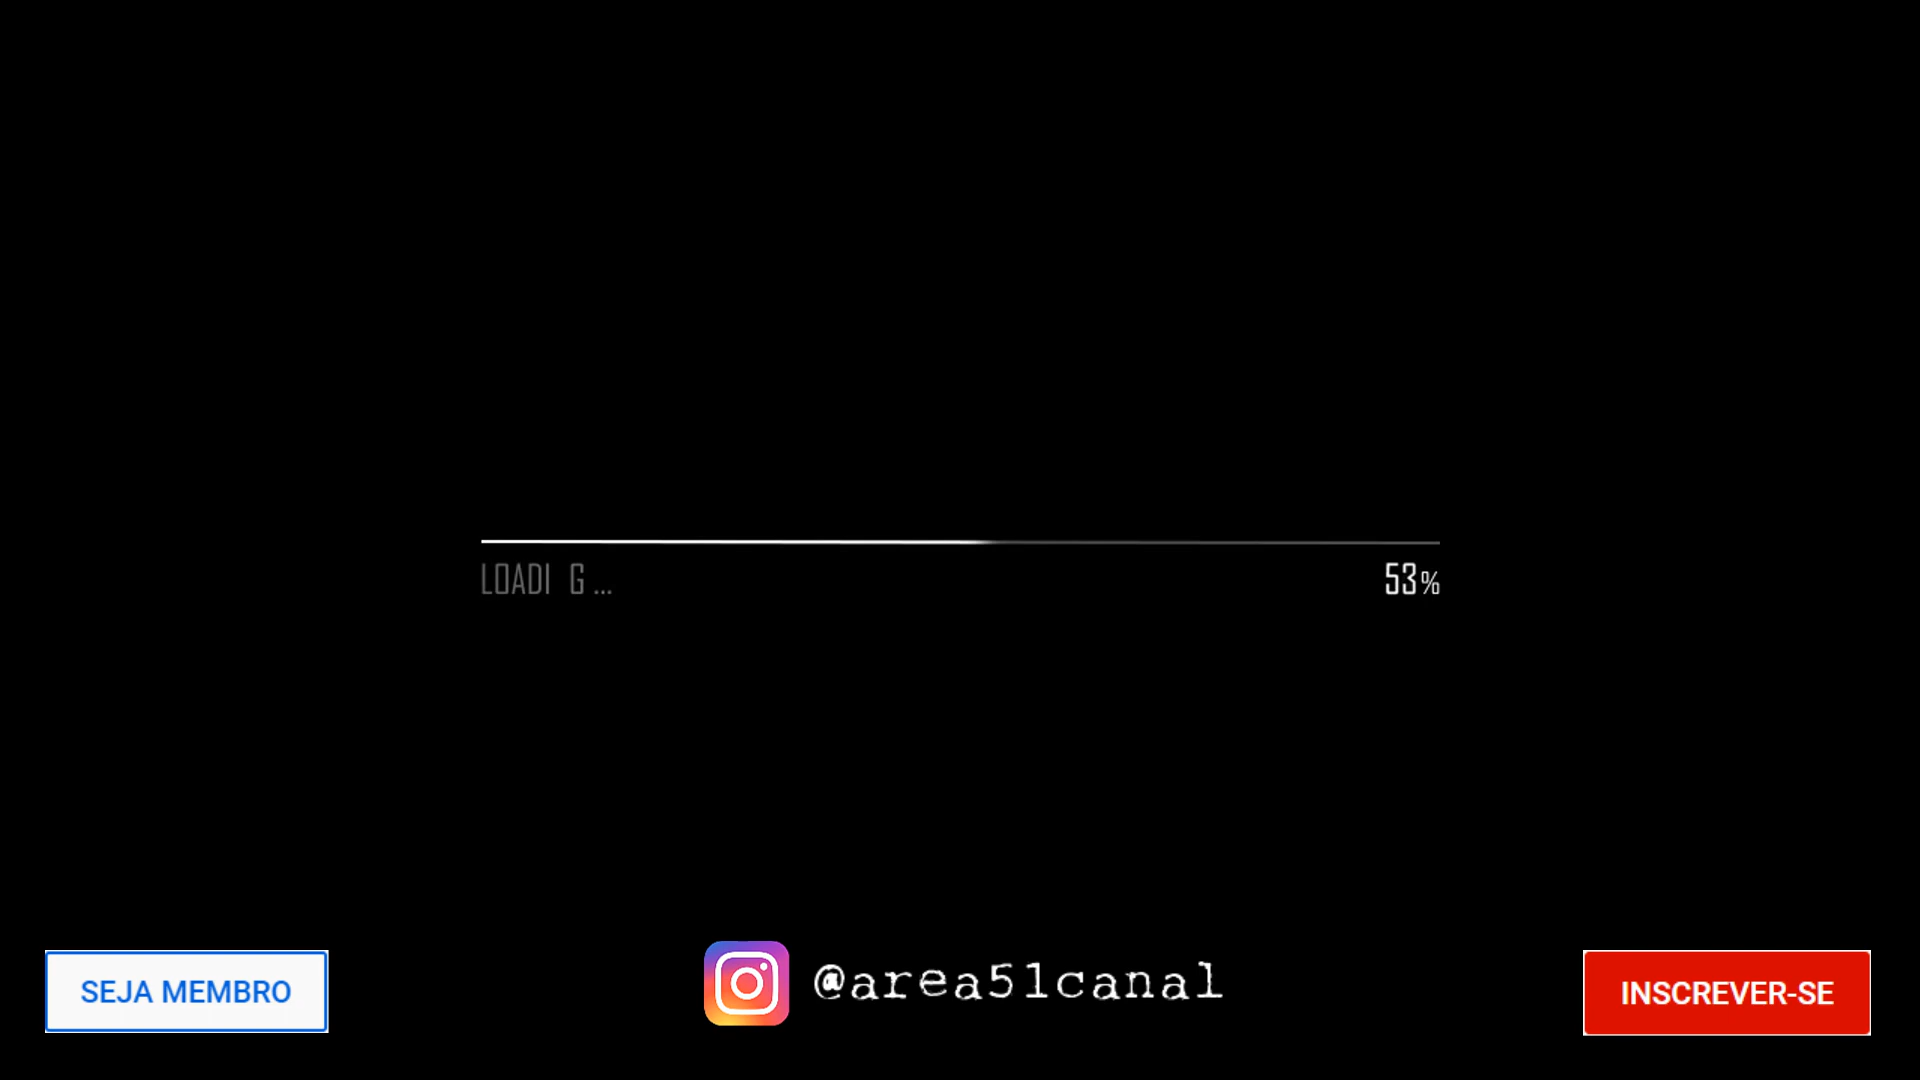 LOADI G ...
53%
SEJA MEMBRO
@area51canal
INSCREVER-SE